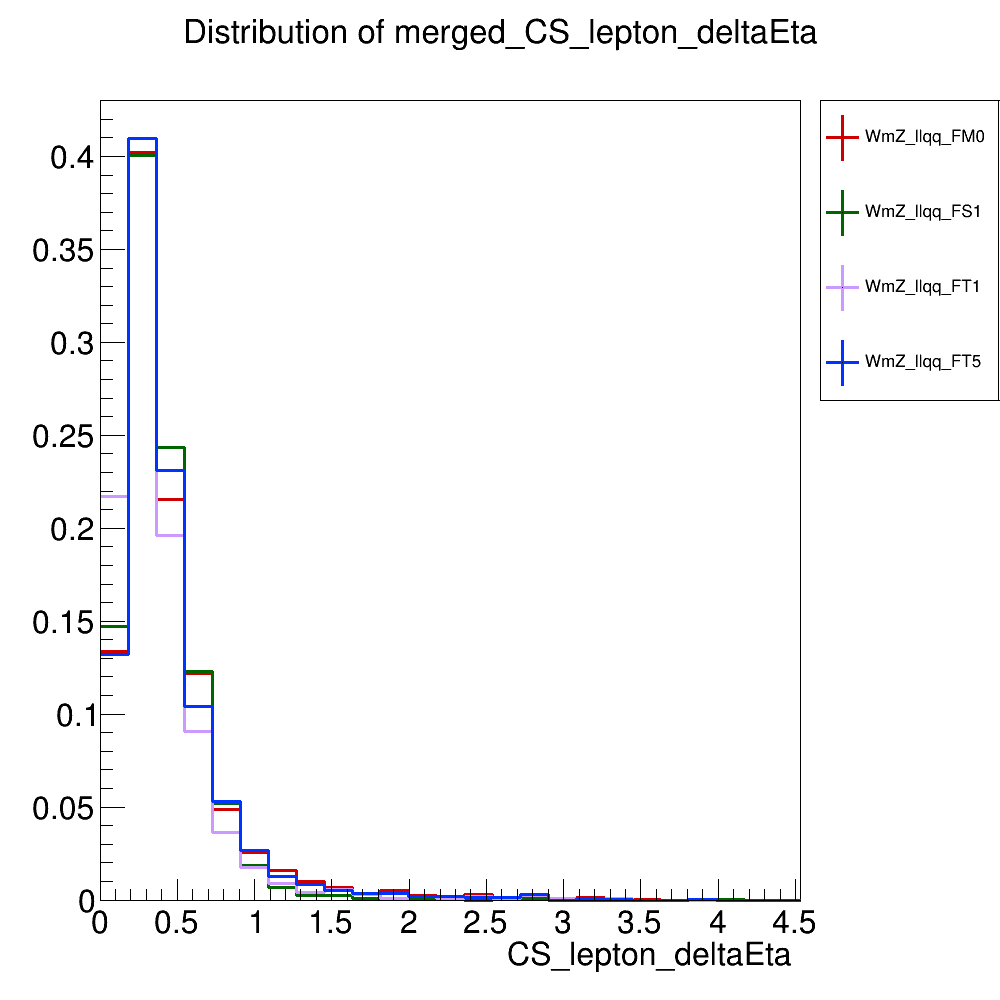 Distribution of merged_CS_lepton_deltaEta
WmZ_llqq_FM0
WmZ_llqq_FS1
WmZ_llqq_FT1
WmZ_llqq_FT5
0.4
0.35
0.3
0.25
0.2
0.15
0.1
0.05
0
0 0.5 1 1.5 2 2.5 3 3.5 4 4.5
CS_lepton_deltaEta